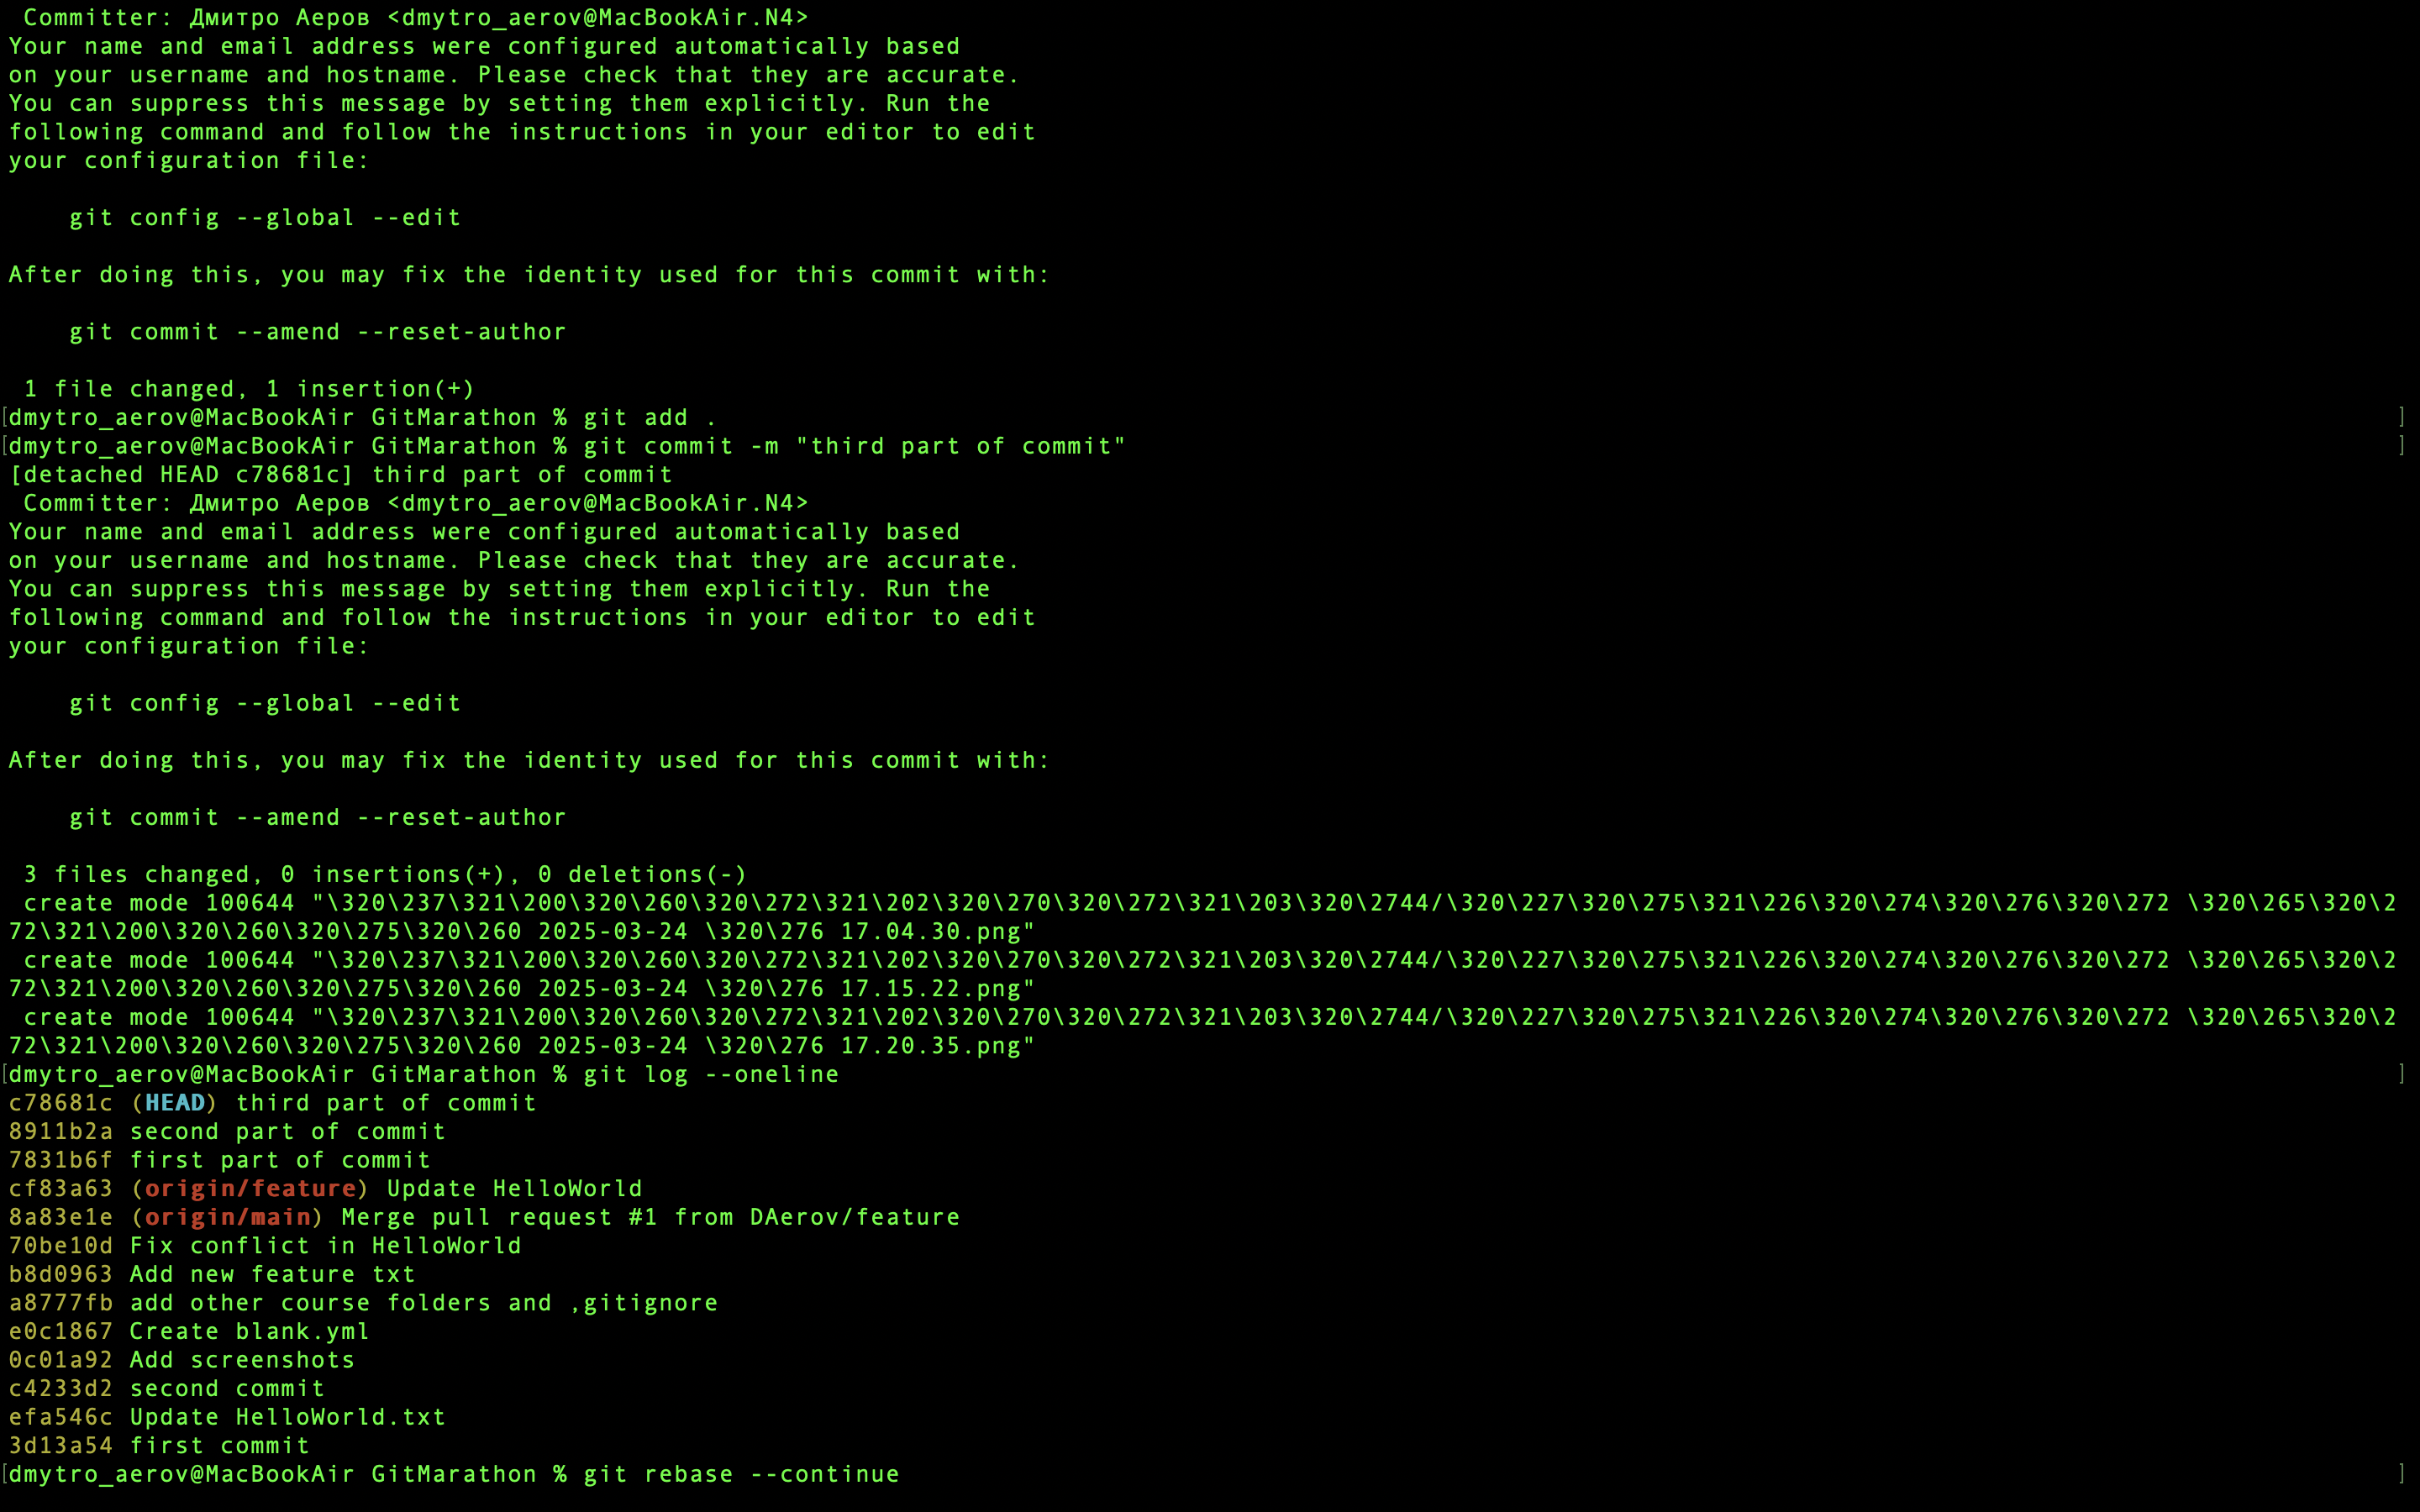 Committer: Дмитро Аеров <dmytro_aerov@MacBookAir.N4>
Your name and email address were configured automatically based
on your username and hostname. Please check that they are accurate.
You can suppress this message by setting them explicitly. Run the
following command and follow the instructions in your editor to edit
your configuration file:
git config --global --edit
After doing this, you may fix the identity used for this commit with:
git commit --amend --reset-author
1 file changed, 1 insertion(+)
[dmytro_aerov@MacBookAir GitMarathon % git add . ]
[dmytro_aerov@MacBookAir GitMarathon % git commit -m "third part of commit" ]
[detached HEAD c78681c] third part of commit
Committer: Дмитро Аеров <dmytro_aerov@MacBookAir.N4>
Your name and email address were configured automatically based
on your username and hostname. Please check that they are accurate.
You can suppress this message by setting them explicitly. Run the
following command and follow the instructions in your editor to edit
your configuration file:
git config --global --edit
After doing this, you may fix the identity used for this commit with:
git commit --amend --reset-author
3 files changed, 0 insertions(+), 0 deletions(-)
create mode 100644 "\320\237\321\200\320\260\320\272\321\202\320\270\320\272\321\203\320\2744/\320\227\320\275\321\226\320\274\320\276\320\272 \320\265\320\2
72\321\200\320\260\320\275\320\260 2025-03-24 \320\276 17.04.30.png"
create mode 100644 "\320\237\321\200\320\260\320\272\321\202\320\270\320\272\321\203\320\2744/\320\227\320\275\321\226\320\274\320\276\320\272 \320\265\320\2
72\321\200\320\260\320\275\320\260 2025-03-24 \320\276 17.15.22.png"
create mode 100644 "\320\237\321\200\320\260\320\272\321\202\320\270\320\272\321\203\320\2744/\320\227\320\275\321\226\320\274\320\276\320\272 \320\265\320\2
72\321\200\320\260\320\275\320\260 2025-03-24 \320\276 17.20.35.png"
[dmytro_aerov@MacBookAir GitMarathon % git log --oneline ]
c78681c (HEAD) third part of commit
8911b2a second part of commit
7831b6f first part of commit
cf83a63 (origin/feature) Update HelloWorld
8a83e1e (origin/main) Merge pull request #1 from DAerov/feature
70be10d Fix conflict in HelloWorld
b8d0963 Add new feature txt
a8777fb add other course folders and ,gitignore
e0c1867 Create blank.yml
0c01a92 Add screenshots
c4233d2 second commit
efa546c Update HelloWorld.txt
3d13a54 first commit
[dmytro_aerov@MacBookAir GitMarathon % git rebase --continue ]